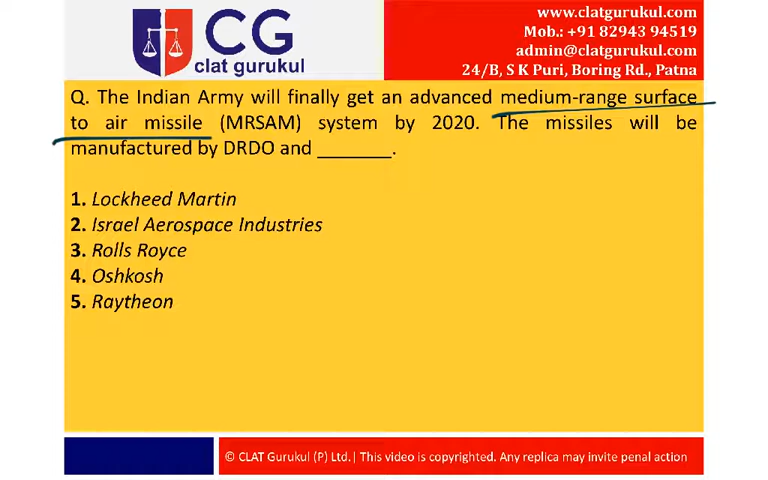 CG
clat gurukul
www.clatgurukul.com
Mob.: +91 82943 94519
admin@clatgurukul.com
24/B, S K Puri, Boring Rd., Patna
Q. The Indian Army will finally get an advanced medium-range surface
to air missile (MRSAM) system by 2020. The missiles will be
manufactured by DRDO and ________.
1. Lockheed Martin
2. Israel Aerospace Industries
3. Rolls Royce
4. Oshkosh
5. Raytheon
© CLAT Gurukul (P) Ltd.| This video is copyrighted. Any replica may invite penal action